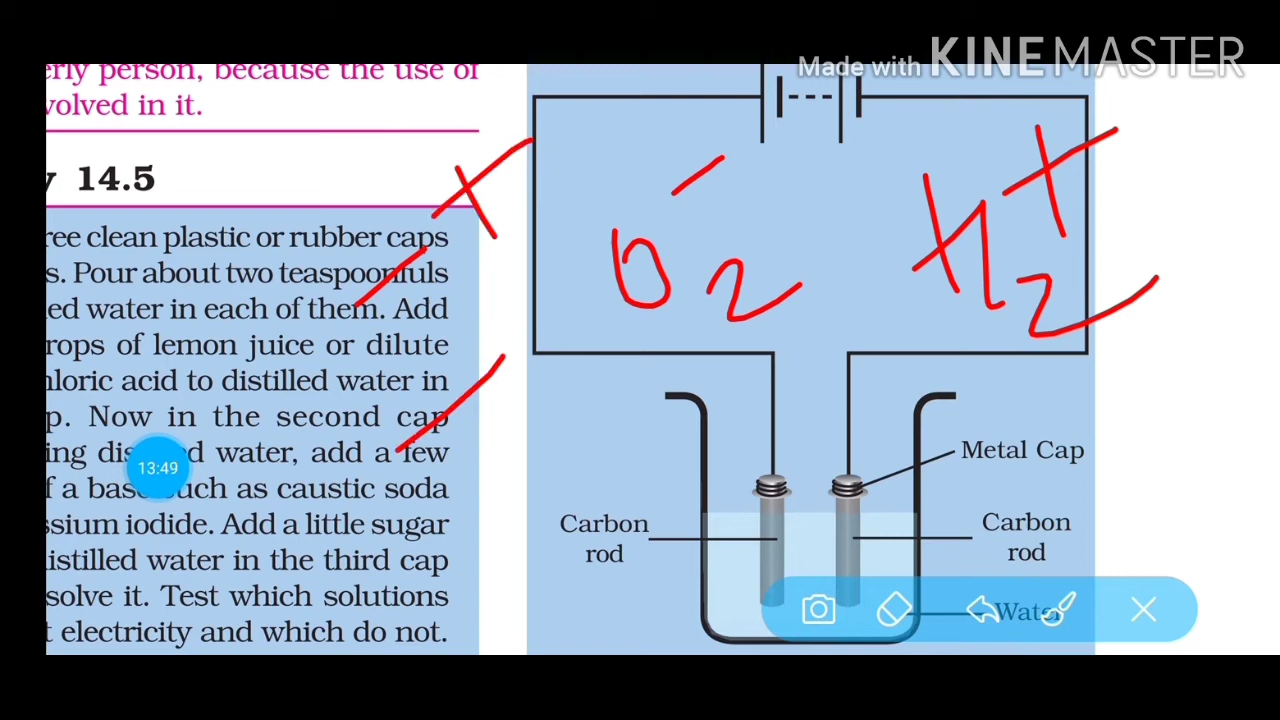 Made with KINEMASTER
erly person, because the use of
volved in it.
14.5
ree clean plastic or rubber caps
s. Pour about two teaspoonfuls
led water in each of them. Add
rops of lemon juice or dilute
hloric acid to distilled water in
p. Now in the second cap
ing water, add a few
f a base such as caustic soda
ssium iodide. Add a little sugar
istilled water in the third cap
solve it. Test which solutions
t electricity and which do not.
13:49
O2 -
H2 +
Metal Cap
Carbon
rod
Carbon
rod
Water